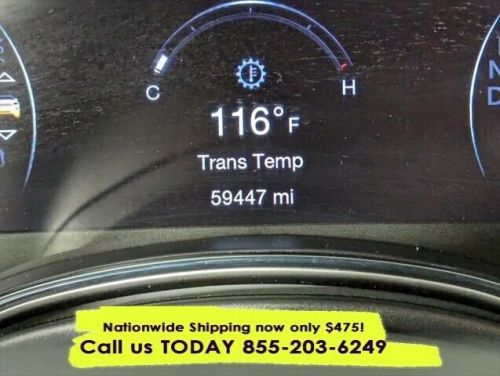 C H
116° F
Trans Temp
59447 mi
N
D
Nationwide Shipping now only $475!
Call us TODAY 855-203-6249